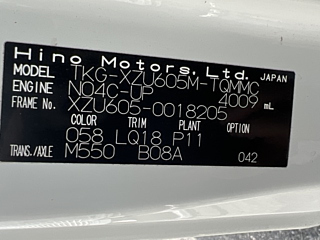 Hino Motors, Ltd. JAPAN
MODEL TKG-XZU605M-TQMMC
ENGINE N04C-UP 4009 mL
FRAME No. XZU605-0018205
COLOR TRIM PLANT OPTION
058 LQ18 P11
TRANS./AXLE M550 B08A 042